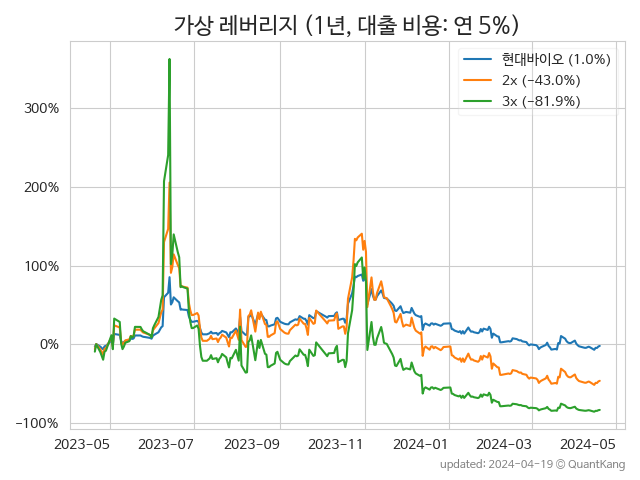 가상 레버리지 (1년, 대출 비용: 연 5%)
현대바이오 (1.0%)
2x (-43.0%)
3x (-81.9%)
300%
200%
100%
0%
-100%
2023-05 2023-07 2023-09 2023-11 2024-01 2024-03 2024-05
updated: 2024-04-19 © QuantKang